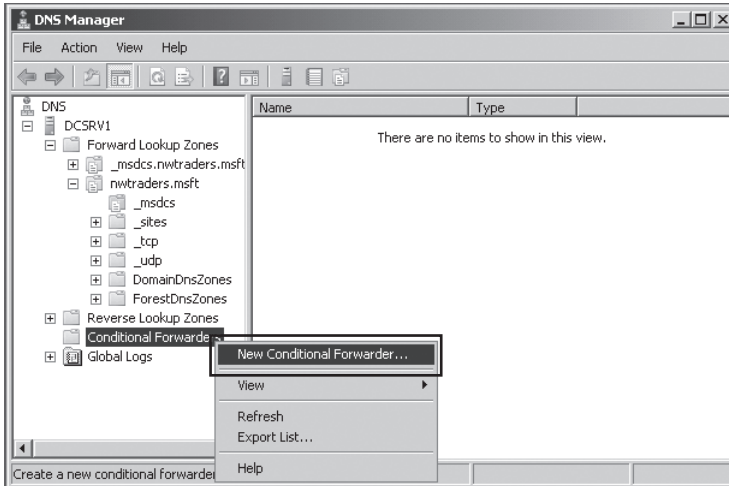 DNS Manager
File Action View Help
DNS
DCSRV1
Forward Lookup Zones
_msdcs.nwtraders.msft
nwtraders.msft
_msdcs
_sites
_tcp
_udp
DomainDnsZones
ForestDnsZones
Reverse Lookup Zones
Conditional Forwarders
Global Logs
Name Type
There are no items to show in this view.
New Conditional Forwarder...
View
Refresh
Export List...
Help
Create a new conditional forwarder